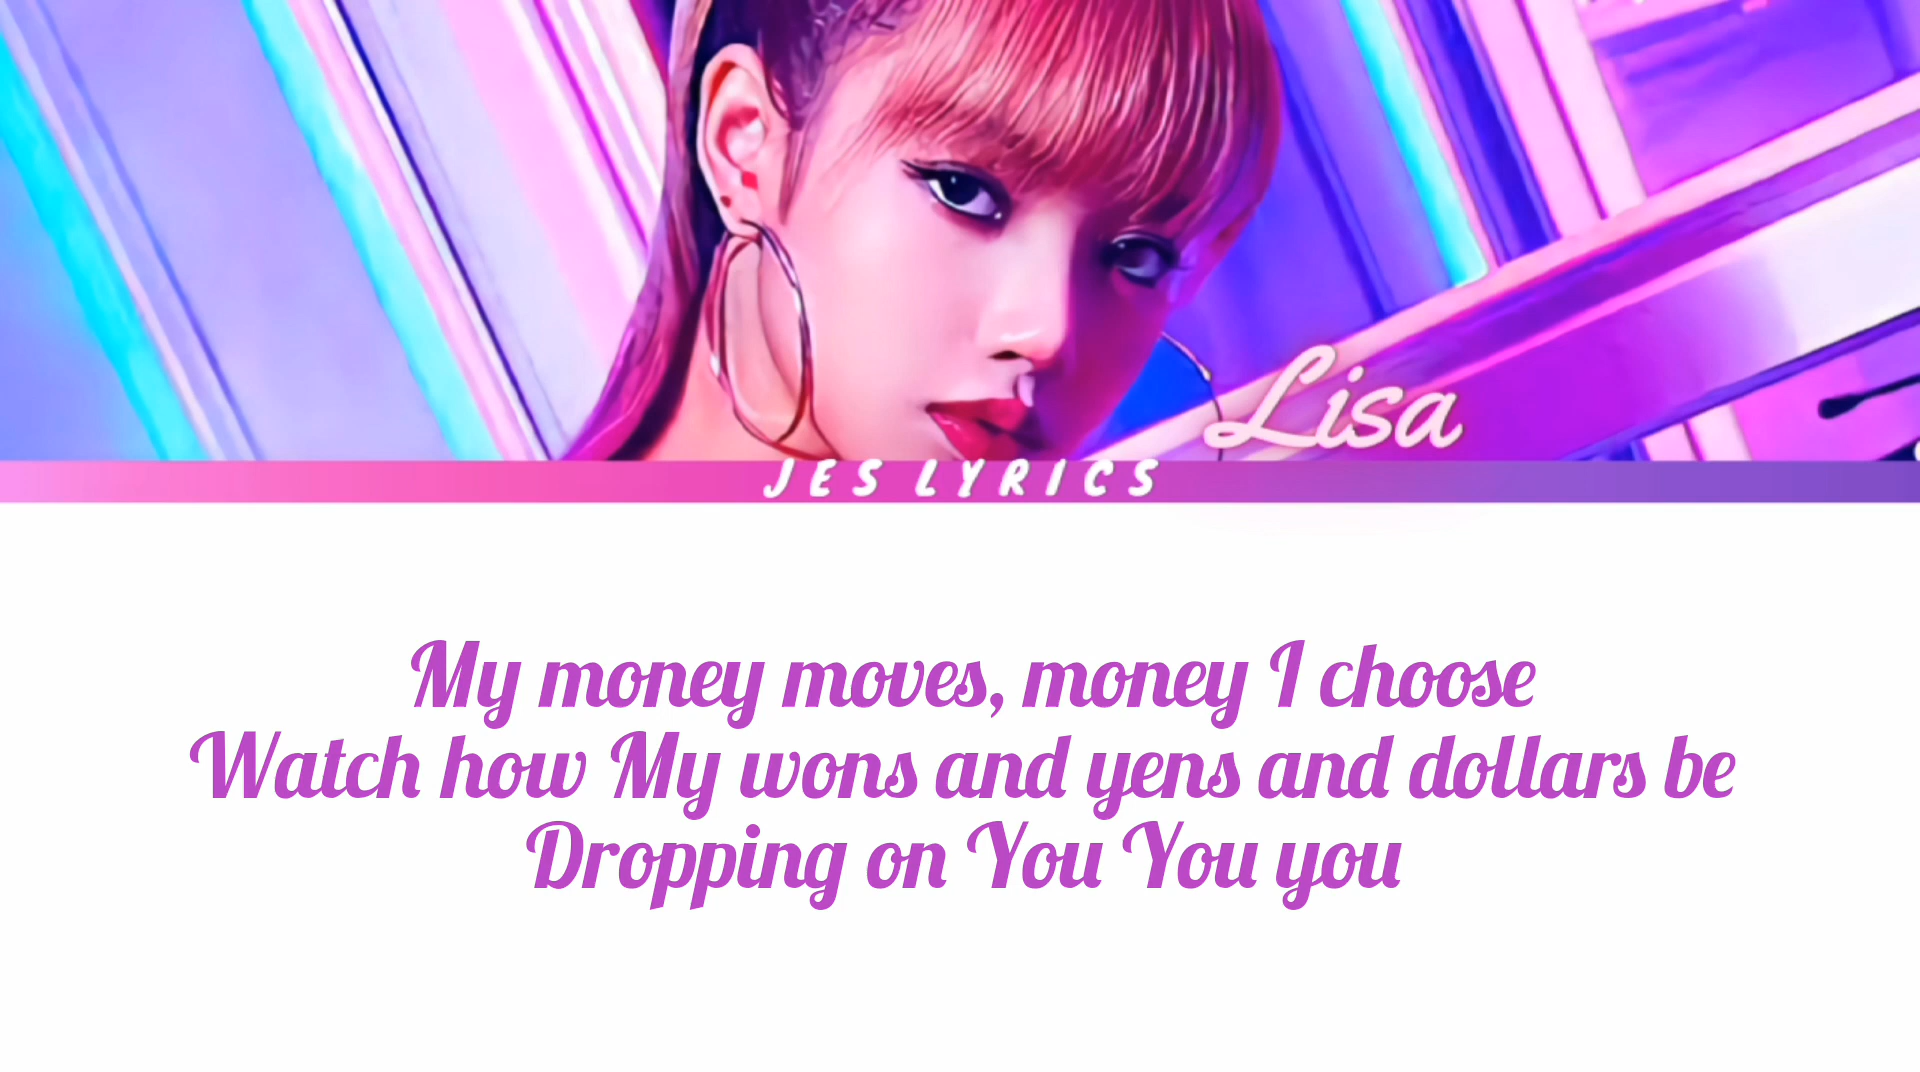 Lisa
JES LYRICS
My money moves, money I choose
Watch how My wons and yens and dollars be
Dropping on You You you